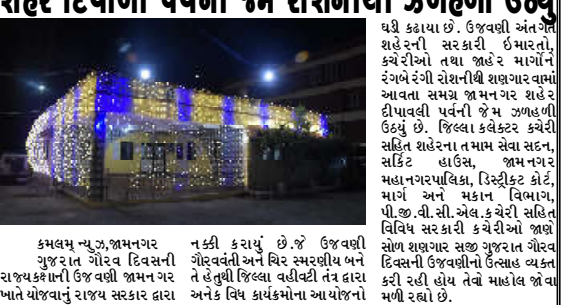 શહેર દિવાળી પર્વની જેમ રોશનીથી ઝળહળી ઉઠ્યુ
કમલમ્ ન્યુઝ,જામનગર
ગુજરાત ગૌરવ દિવસની
રાજ્યકક્ષાની ઉજવણી જામનગર
ખાતે યોજવાનું રાજય સરકાર દ્વારા
નક્કી કરાયું છે.જે ઉજવણી
ગૌરવવંતી અને ચિર સ્મરણીય બને
તે હેતુથી જિલ્લા વહીવટી તંત્ર દ્વારા
અનેક વિધ કાર્યક્રમોના આયોજનો
ઘડી કઢાયા છે. ઉજવણી અંતર્ગત
શહેરની સરકારી ઇમારતો,
કચેરીઓ તથા જાહેર માર્ગોને
રંગબેરંગી રોશનીથી શણગારવામાં
આવતા સમગ્ર જામનગર શહેર
દીપાવલી પર્વની જેમ ઝળહળી
ઉઠયું છે. જિલ્લા કલેક્ટર કચેરી
સહિત શહેરના તમામ સેવા સદન,
સર્કિટ હાઉસ, જામનગર
મહાનગરપાલિકા, ડિસ્ટ્રીકટ કોર્ટ,
માર્ગ અને મકાન વિભાગ,
પી.જી.વી.સી.એલ.કચેરી સહિત
વિવિધ સરકારી કચેરીઓ જાણે
સોળ શણગાર સજી ગુજરાત ગૌરવ
દિવસની ઉજવણીનો ઉત્સાહ વ્યક્ત
કરી રહી હોય તેવો માહોલ જોવા
મળી રહ્યો છે.